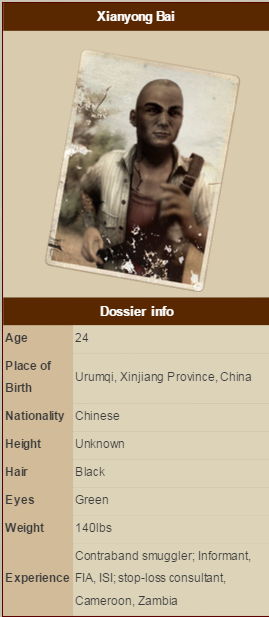 Xianyong Bai
Dossier info
Age 24
Place of Birth Urumqi, Xinjiang Province, China
Nationality Chinese
Height Unknown
Hair Black
Eyes Green
Weight 140lbs
Experience Contraband smuggler; Informant,
FIA, ISI; stop-loss consultant,
Cameroon, Zambia